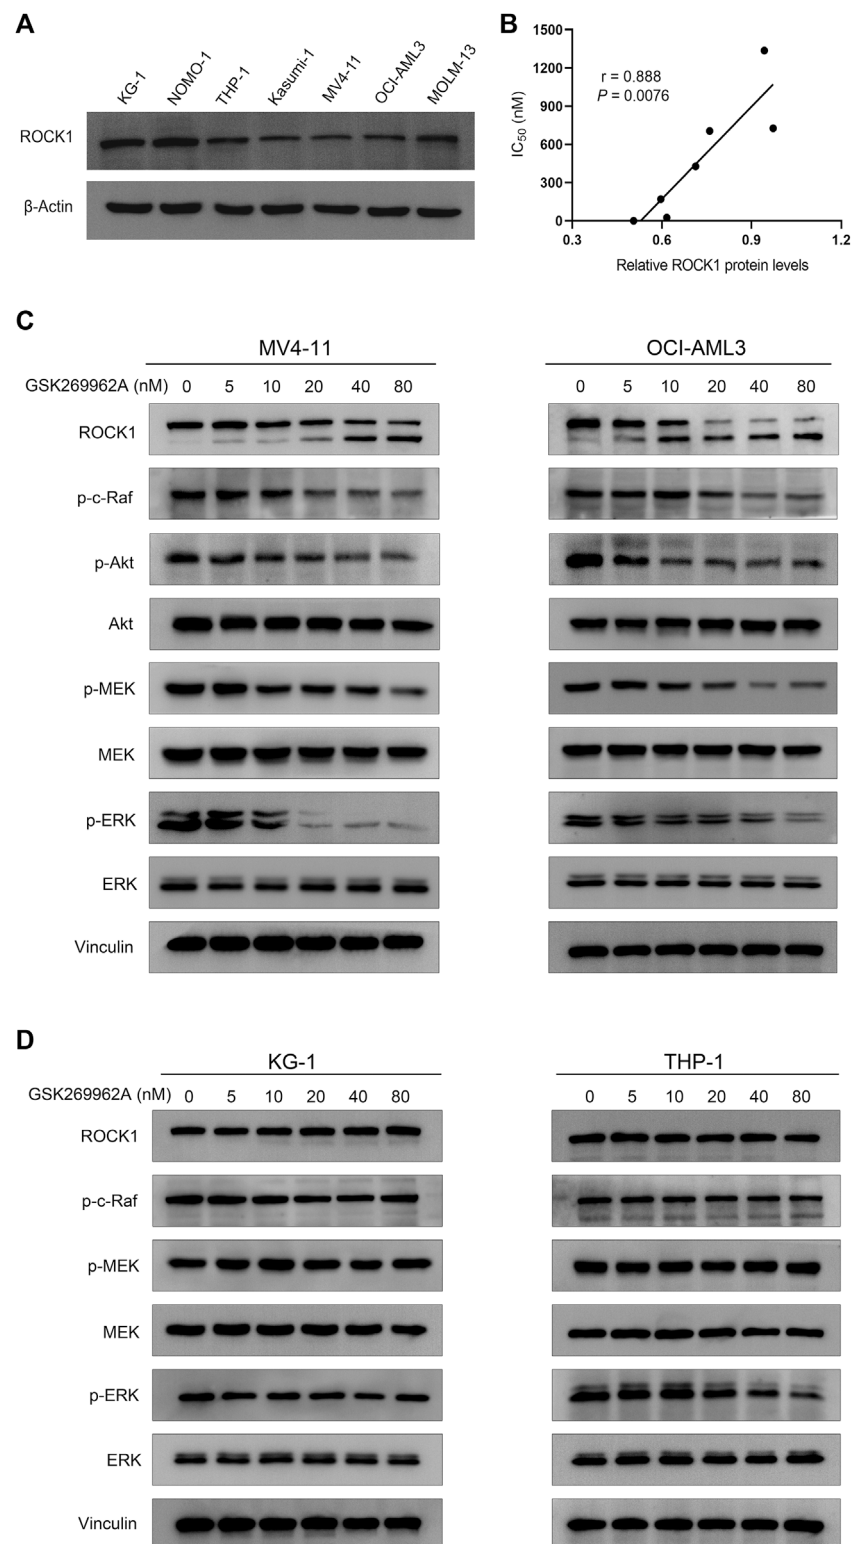 A
KG-1 NOMO-1 THP-1 Kasumi-1 MV4-11 OCI-AML3 MOLM-13
ROCK1
β-Actin
B
1500
1200
900
600
300
0
IC50 (nM)
r = 0.888
P = 0.0076
0.3 0.6 0.9 1.2
Relative ROCK1 protein levels
C
MV4-11
GSK269962A (nM) 0 5 10 20 40 80
OCI-AML3
0 5 10 20 40 80
ROCK1
p-c-Raf
p-Akt
Akt
p-MEK
MEK
p-ERK
ERK
Vinculin
D
KG-1
GSK269962A (nM) 0 5 10 20 40 80
THP-1
0 5 10 20 40 80
ROCK1
p-c-Raf
p-MEK
MEK
p-ERK
ERK
Vinculin